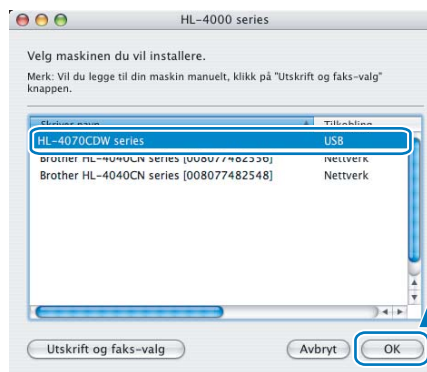 HL-4000 series
Velg maskinen du vil installere.
Merk: Vil du legge til din maskin manuelt, klikk på "Utskrift og faks-valg"
knappen.
Skriver navn Tilkobling
HL-4070CDW series USB
Brother HL-4040CN series [008077482556] Nettverk
Brother HL-4040CN series [008077482548] Nettverk
Utskrift og faks-valg Avbryt OK